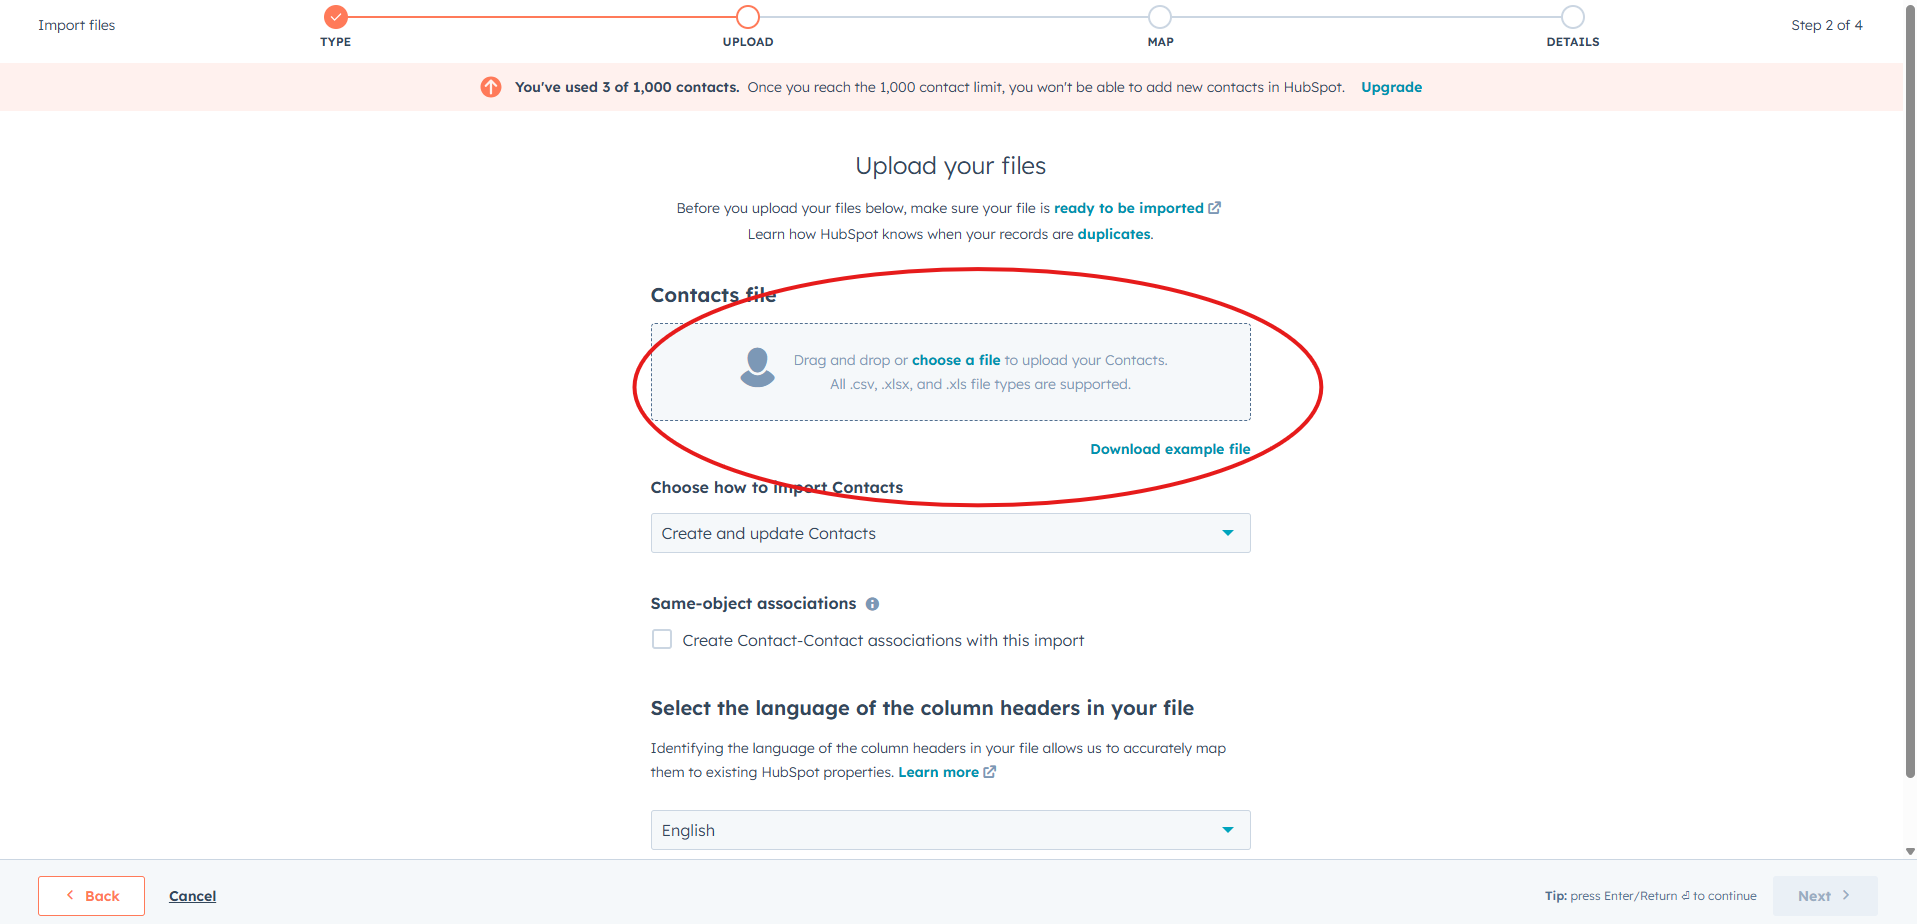 Import files
TYPE
UPLOAD
MAP
DETAILS
Step 2 of 4
You've used 3 of 1,000 contacts. Once you reach the 1,000 contact limit, you won't be able to add new contacts in HubSpot. Upgrade
Upload your files
Before you upload your files below, make sure your file is ready to be imported
Learn how HubSpot knows when your records are duplicates.
Contacts file
Drag and drop or choose a file to upload your Contacts.
All .csv, .xlsx, and .xls file types are supported.
Download example file
Choose how to import Contacts
Create and update Contacts
Same-object associations
Create Contact-Contact associations with this import
Select the language of the column headers in your file
Identifying the language of the column headers in your file allows us to accurately map
them to existing HubSpot properties. Learn more
English
Back
Cancel
Tip: press Enter/Return ⏎ to continue
Next